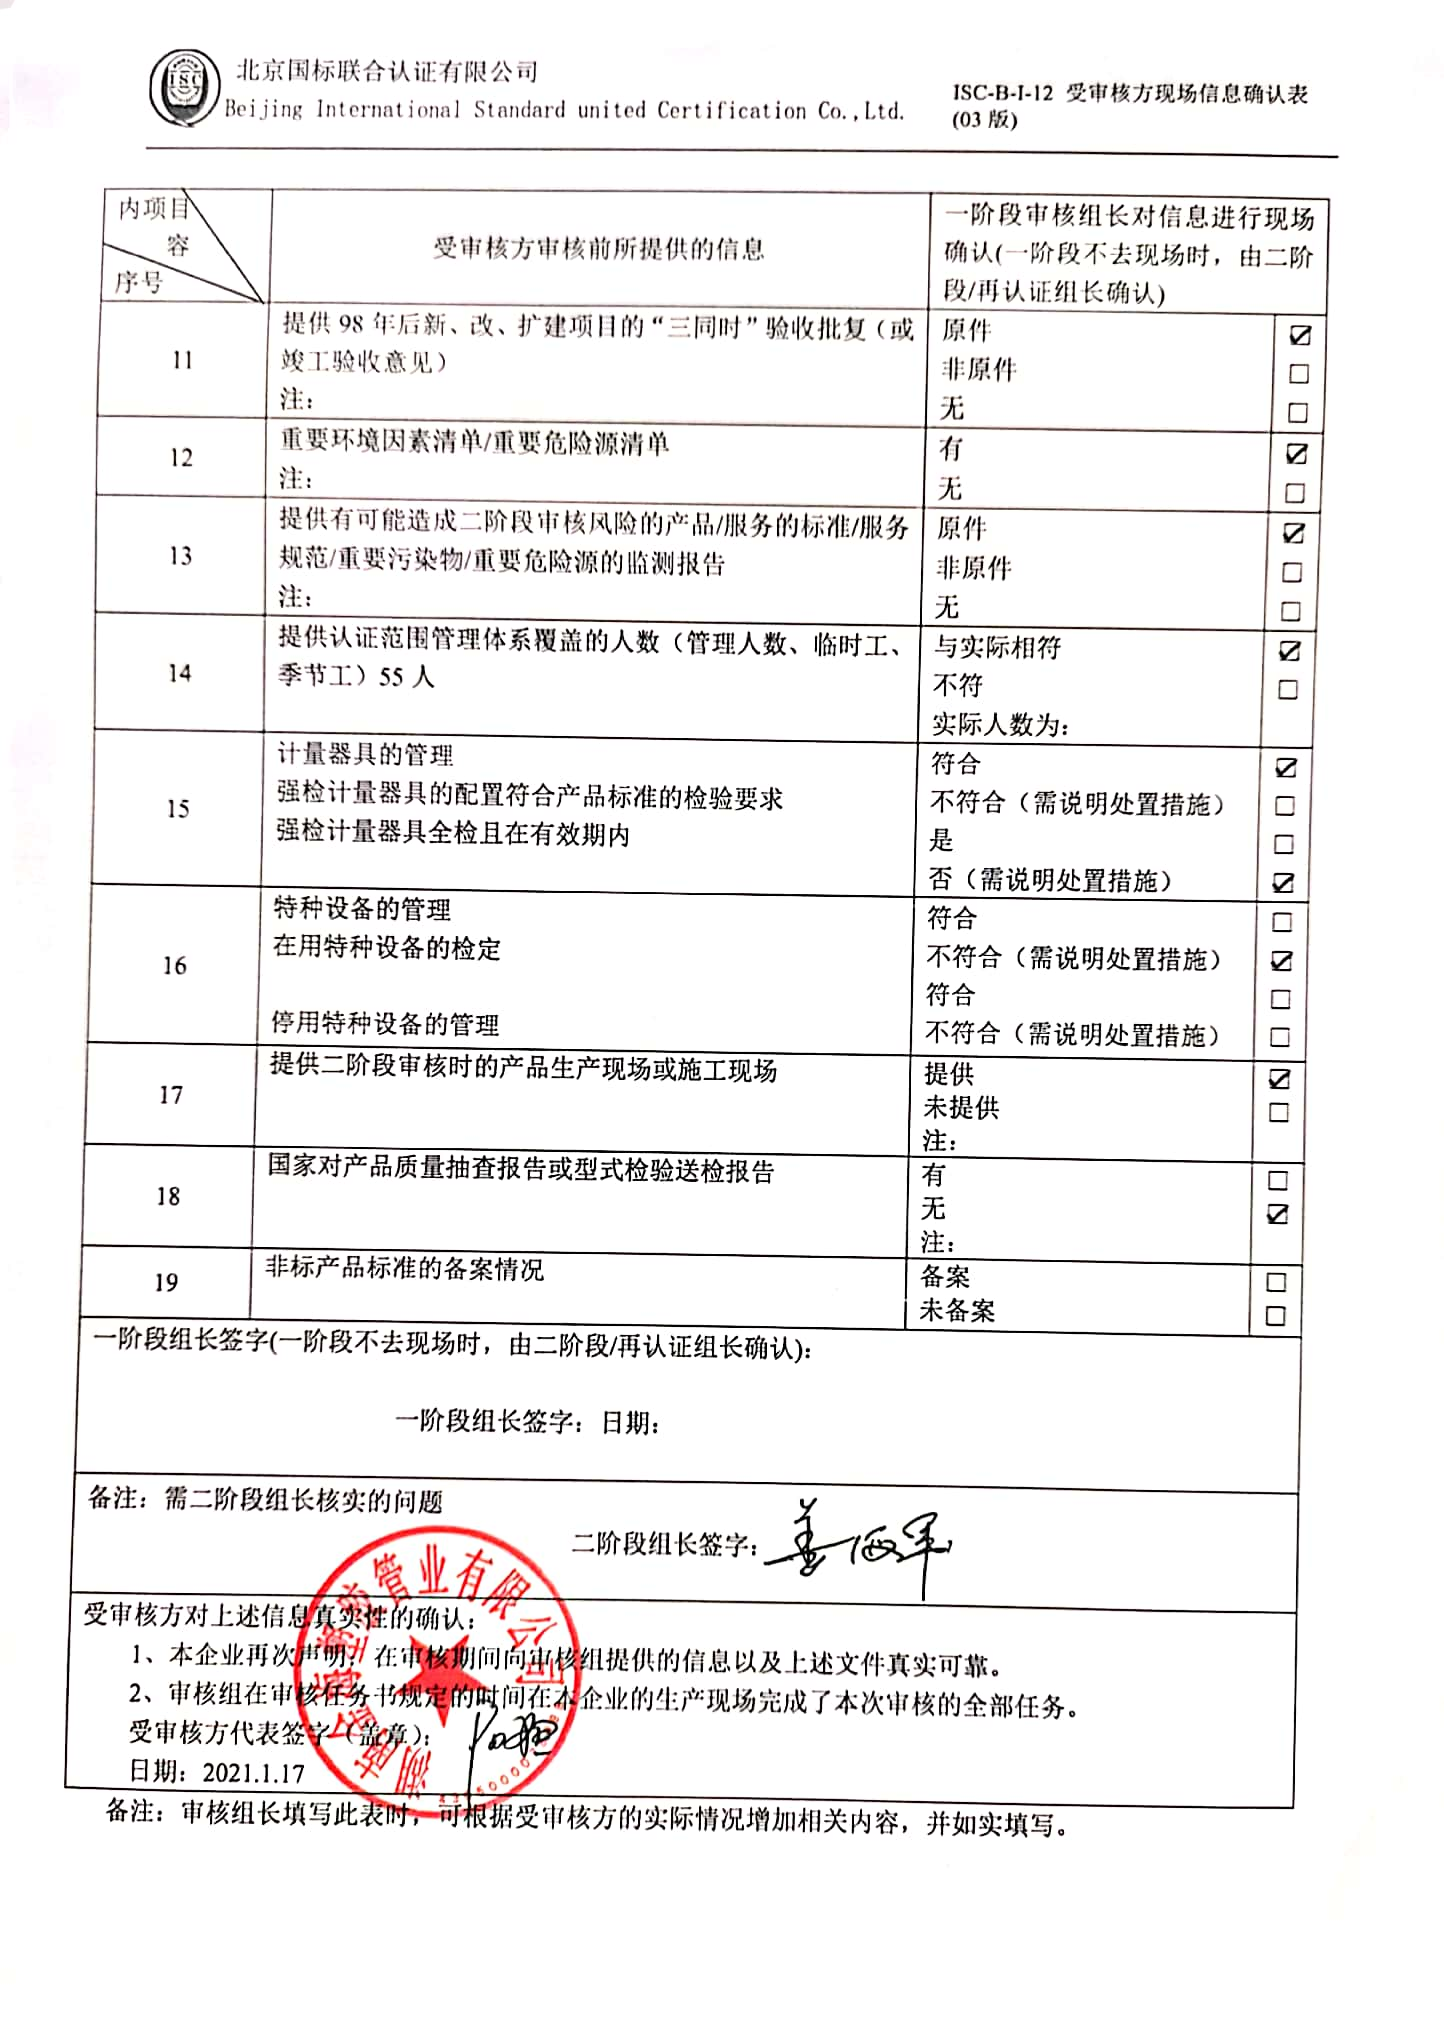 北京国标联合认证有限公司
Beijing International Standard united Certification Co.,Ltd.
ISC-B-I-12 受审核方现场信息确认表
(03 版)
ISC
内项目
容
序号
受审核方审核前所提供的信息
一阶段审核组长对信息进行现场
确认(一阶段不去现场时，由二阶
段/再认证组长确认)
11
提供 98 年后新、改、扩建项目的“三同时”验收批复（或
竣工验收意见）
注：
原件 ☑
非原件 □
无 □
12
重要环境因素清单/重要危险源清单
注：
有 ☑
无 □
13
提供有可能造成二阶段审核风险的产品/服务的标准/服务
规范/重要污染物/重要危险源的监测报告
注：
原件 ☑
非原件 □
无 □
14
提供认证范围管理体系覆盖的人数（管理人数、临时工、
季节工）55 人
与实际相符 ☑
不符 □
实际人数为：
15
计量器具的管理
强检计量器具的配置符合产品标准的检验要求
强检计量器具全检且在有效期内
符合 ☑
不符合（需说明处置措施） □
是 □
否（需说明处置措施） ☑
16
特种设备的管理
在用特种设备的检定
停用特种设备的管理
符合 □
不符合（需说明处置措施） ☑
符合 □
不符合（需说明处置措施） □
17
提供二阶段审核时的产品生产现场或施工现场
提供 ☑
未提供 □
注：
18
国家对产品质量抽查报告或型式检验送检报告
有 □
无 ☑
注：
19
非标产品标准的备案情况
备案 □
未备案 □
一阶段组长签字(一阶段不去现场时，由二阶段/再认证组长确认)：
一阶段组长签字：日期：
备注：需二阶段组长核实的问题
二阶段组长签字：姜海军
受审核方对上述信息真实性的确认：
1、本企业再次声明：在审核期间向审核组提供的信息以及上述文件真实可靠。
2、审核组在审核任务书规定的时间在本企业的生产现场完成了本次审核的全部任务。
受审核方代表签字（盖章）：
日期：2021.1.17
管业有限公司
备注：审核组长填写此表时，可根据受审核方的实际情况增加相关内容，并如实填写。